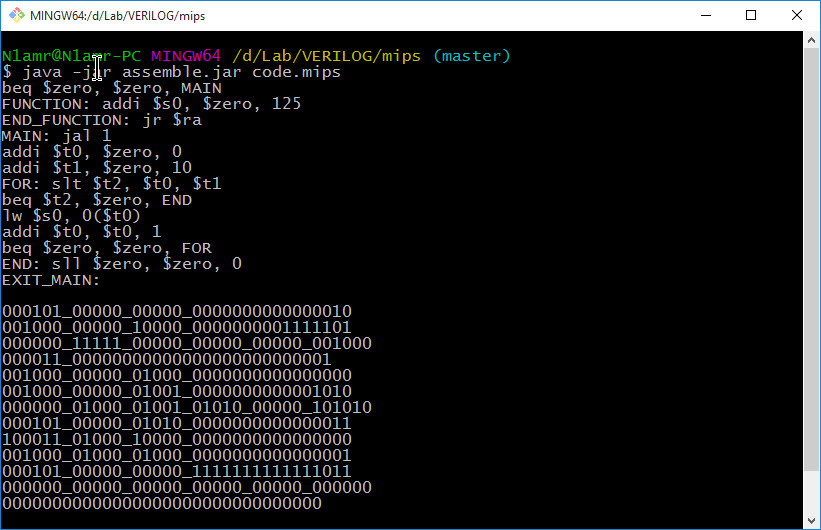 MINGW64:/d/Lab/VERILOG/mips
N1amr@N1amr-PC MINGW64 /d/Lab/VERILOG/mips (master)
$ java -jar assemble.jar code.mips
beq $zero, $zero, MAIN
FUNCTION: addi $s0, $zero, 125
END_FUNCTION: jr $ra
MAIN: jal 1
addi $t0, $zero, 0
addi $t1, $zero, 10
FOR: slt $t2, $t0, $t1
beq $t2, $zero, END
lw $s0, 0($t0)
addi $t0, $t0, 1
beq $zero, $zero, FOR
END: sll $zero, $zero, 0
EXIT_MAIN:
000101_00000_00000_0000000000000010
001000_00000_10000_0000000001111101
000000_11111_00000_00000_00000_001000
000011_00000000000000000000000001
001000_00000_01000_0000000000000000
001000_00000_01001_0000000000001010
000000_01000_01001_01010_00000_101010
000101_00000_01010_0000000000000011
100011_01000_10000_0000000000000000
001000_01000_01000_0000000000000001
000101_00000_00000_1111111111111011
000000_00000_00000_00000_00000_000000
00000000000000000000000000000000